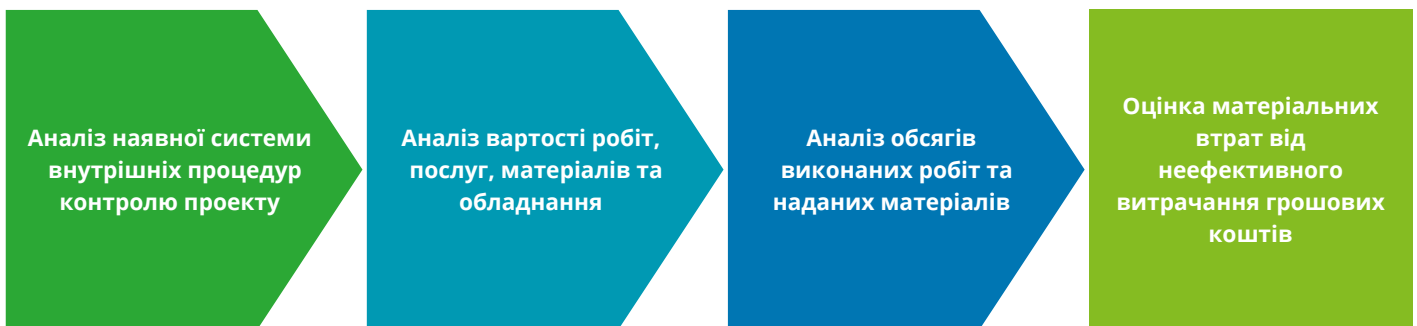 Аналіз наявної системи
внутрішніх процедур
контролю проекту
Аналіз вартості робіт,
послуг, матеріалів та
обладнання
Аналіз обсягів
виконаних робіт та
наданих матеріалів
Оцінка матеріальних
втрат від
неефективного
витрачання грошових
коштів